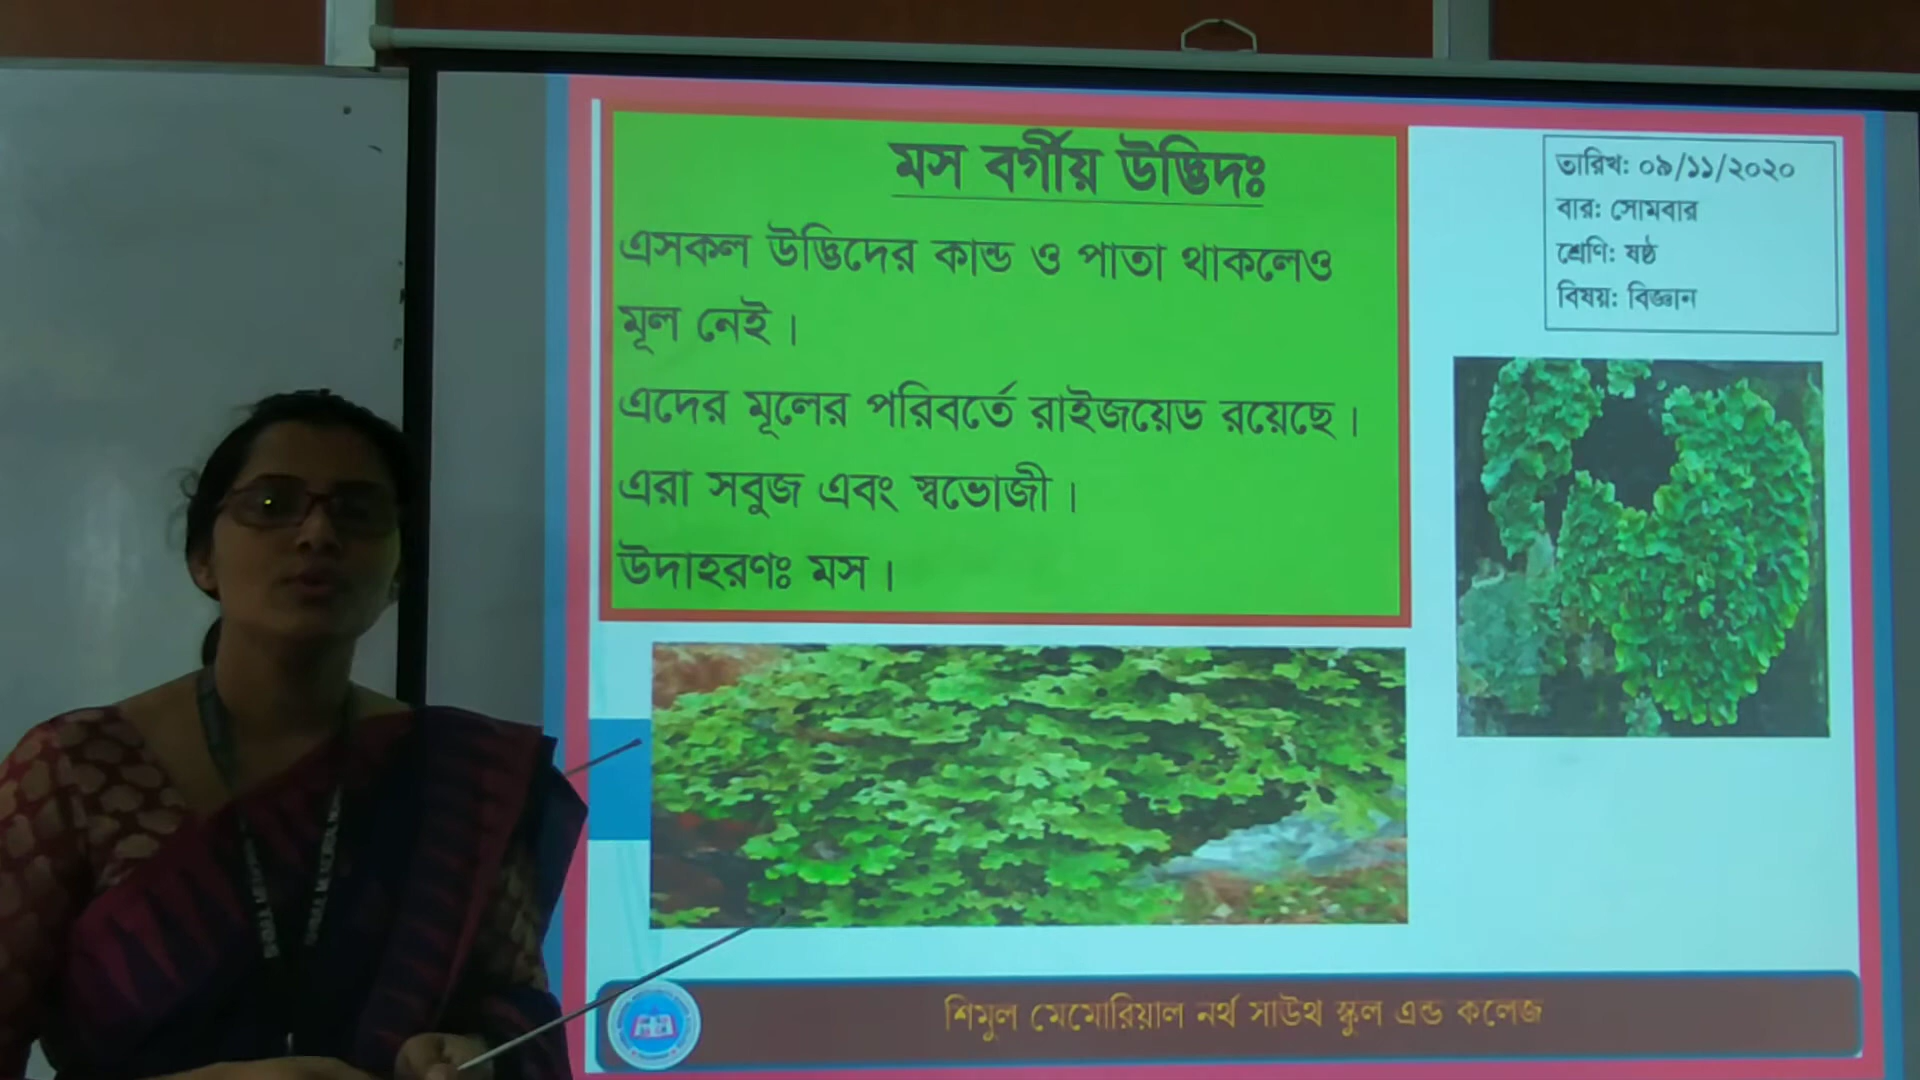 মস বর্গীয় উদ্ভিদঃ
এসকল উদ্ভিদের কান্ড ও পাতা থাকলেও
মূল নেই।
এদের মূলের পরিবর্তে রাইজয়েড রয়েছে।
এরা সবুজ এবং স্বভোজী।
উদাহরণঃ মস।
তারিখ: ০৯/১১/২০২০
বার: সোমবার
শ্রেণি: ষষ্ঠ
বিষয়: বিজ্ঞান
শিমুল মেমোরিয়াল নর্থ সাউথ স্কুল এন্ড কলেজ